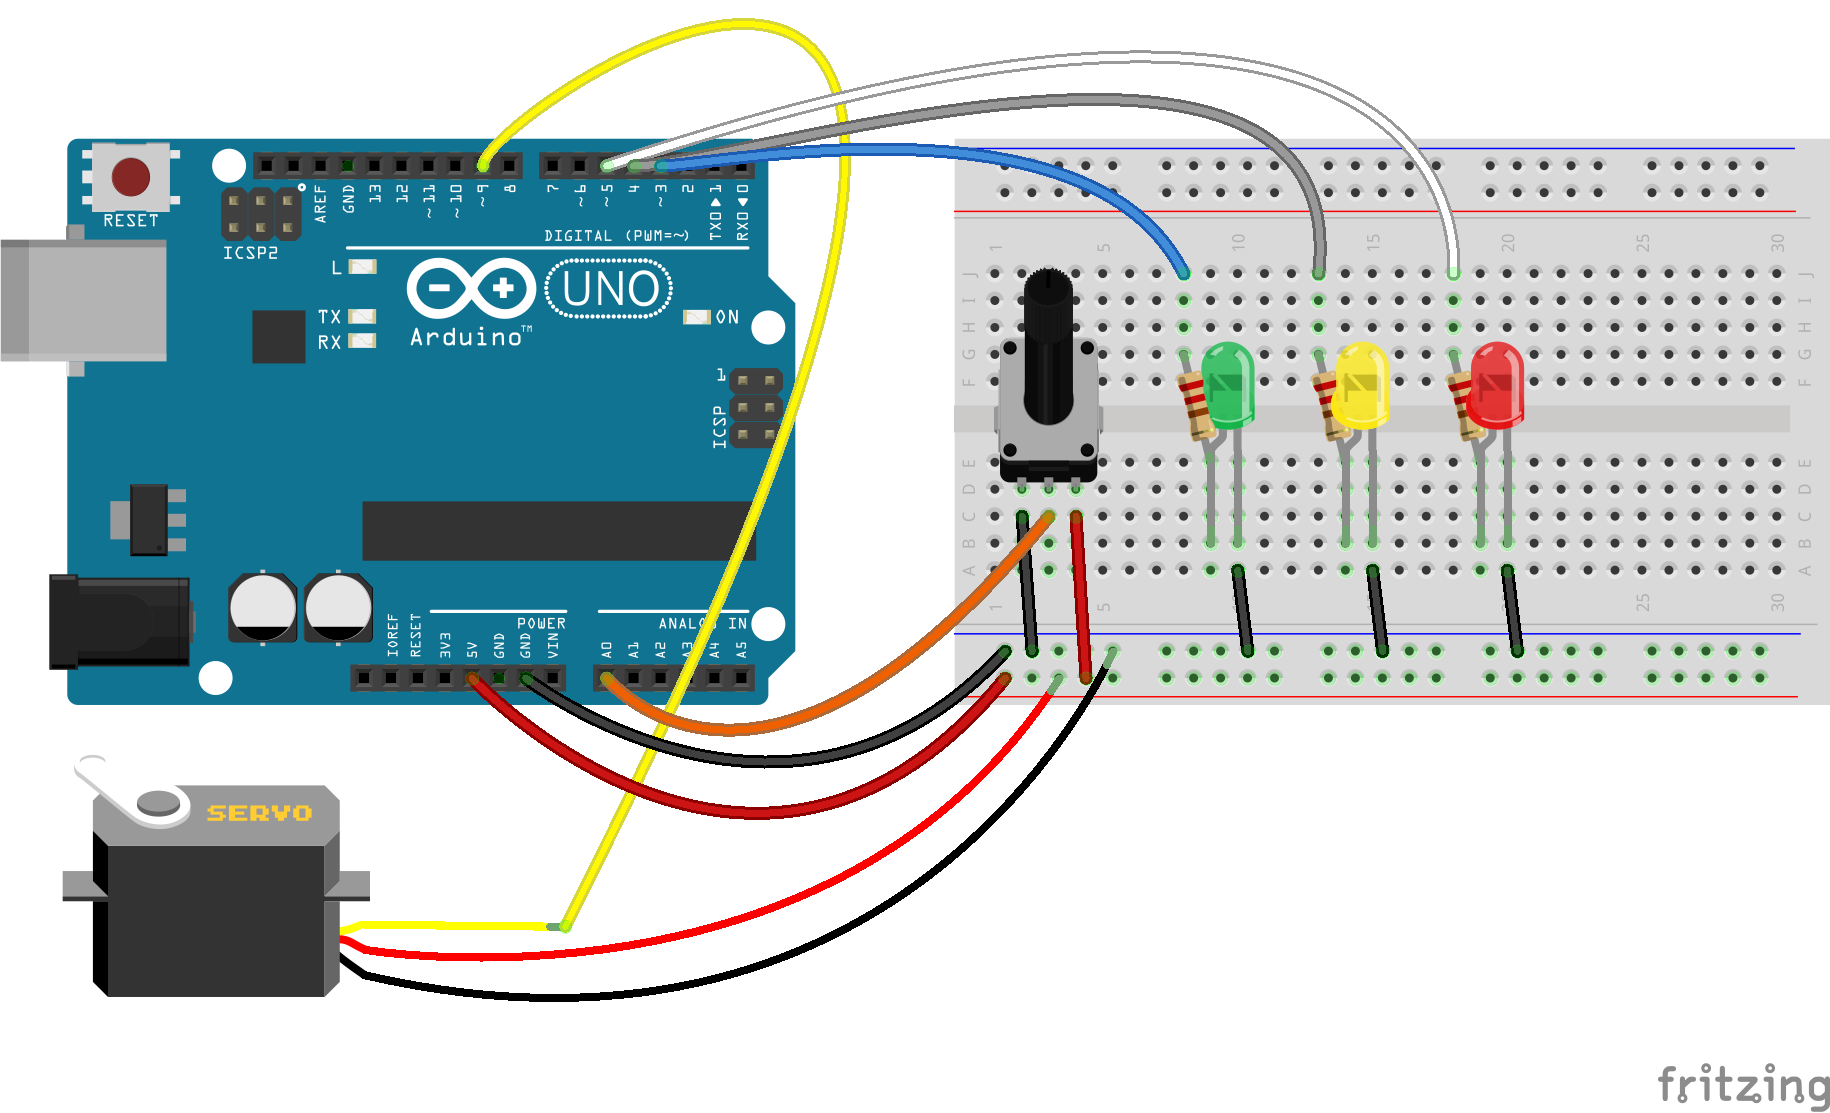 RESET
ICSP2
AREF
GND
13
12
~11
~10
~9
8
7
~6
~5
4
~3
2
TX0▶1
RX0◀0
DIGITAL (PWM=~)
L
TX
RX
UNO
Arduino™
ON
1
ICSP
IOREF
RESET
3V3
5V
GND
GND
VIN
POWER
A0
A1
A2
A3
A4
A5
ANALOG IN
SERVO
1 5 10 15 20 25 30
J J
I I
H H
G G
F F
E E
D D
C C
B B
A A
1 5 25 30
fritzing